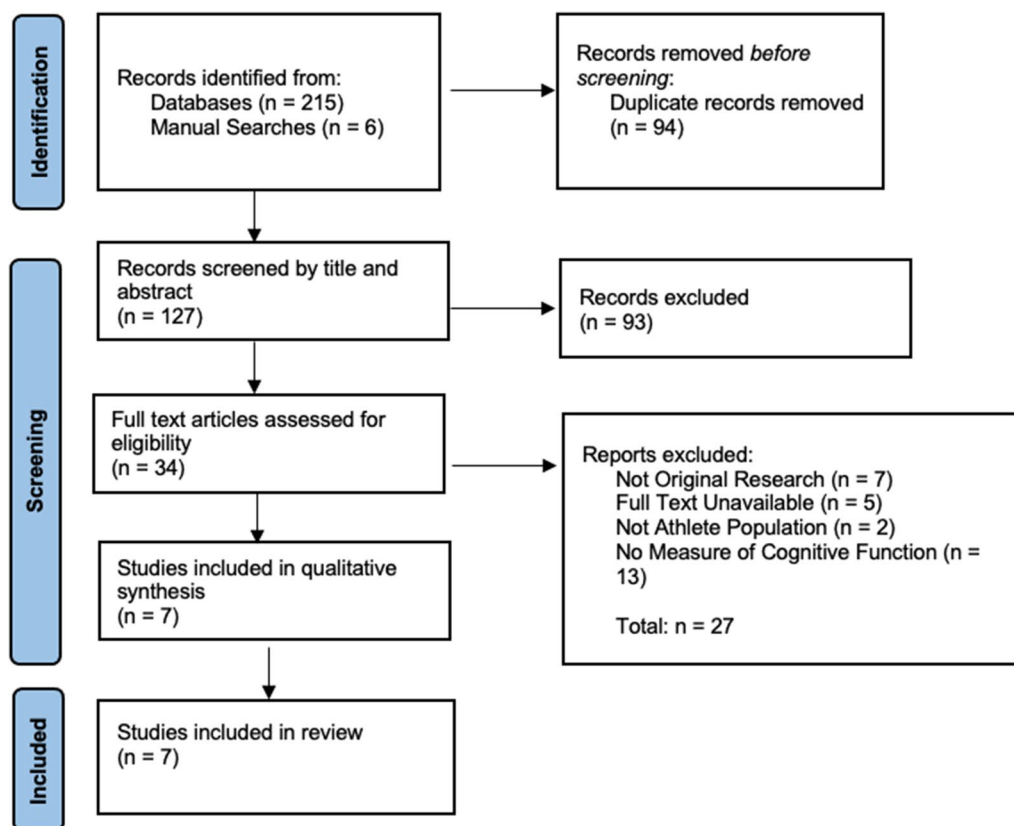 Identification
Records identified from:
Databases (n = 215)
Manual Searches (n = 6)
Records removed before
screening:
Duplicate records removed
(n = 94)
Screening
Records screened by title and
abstract
(n = 127)
Records excluded
(n = 93)
Full text articles assessed for
eligibility
(n = 34)
Reports excluded:
Not Original Research (n = 7)
Full Text Unavailable (n = 5)
Not Athlete Population (n = 2)
No Measure of Cognitive Function (n =
13)
Total: n = 27
Studies included in qualitative
synthesis
(n = 7)
Included
Studies included in review
(n = 7)